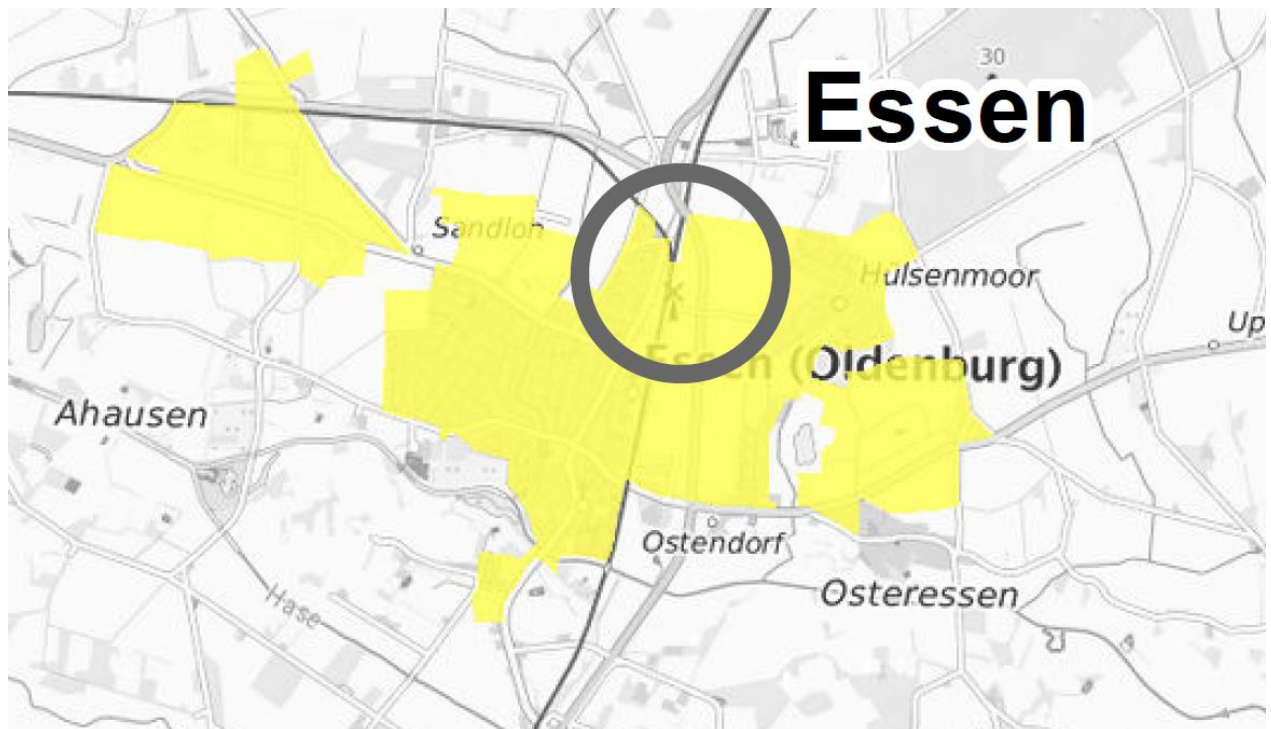 30
Essen
Sandloh
Hülsenmoor
Up
Essen (Oldenburg)
Ahausen
Ostendorf
Osteressen
Hase